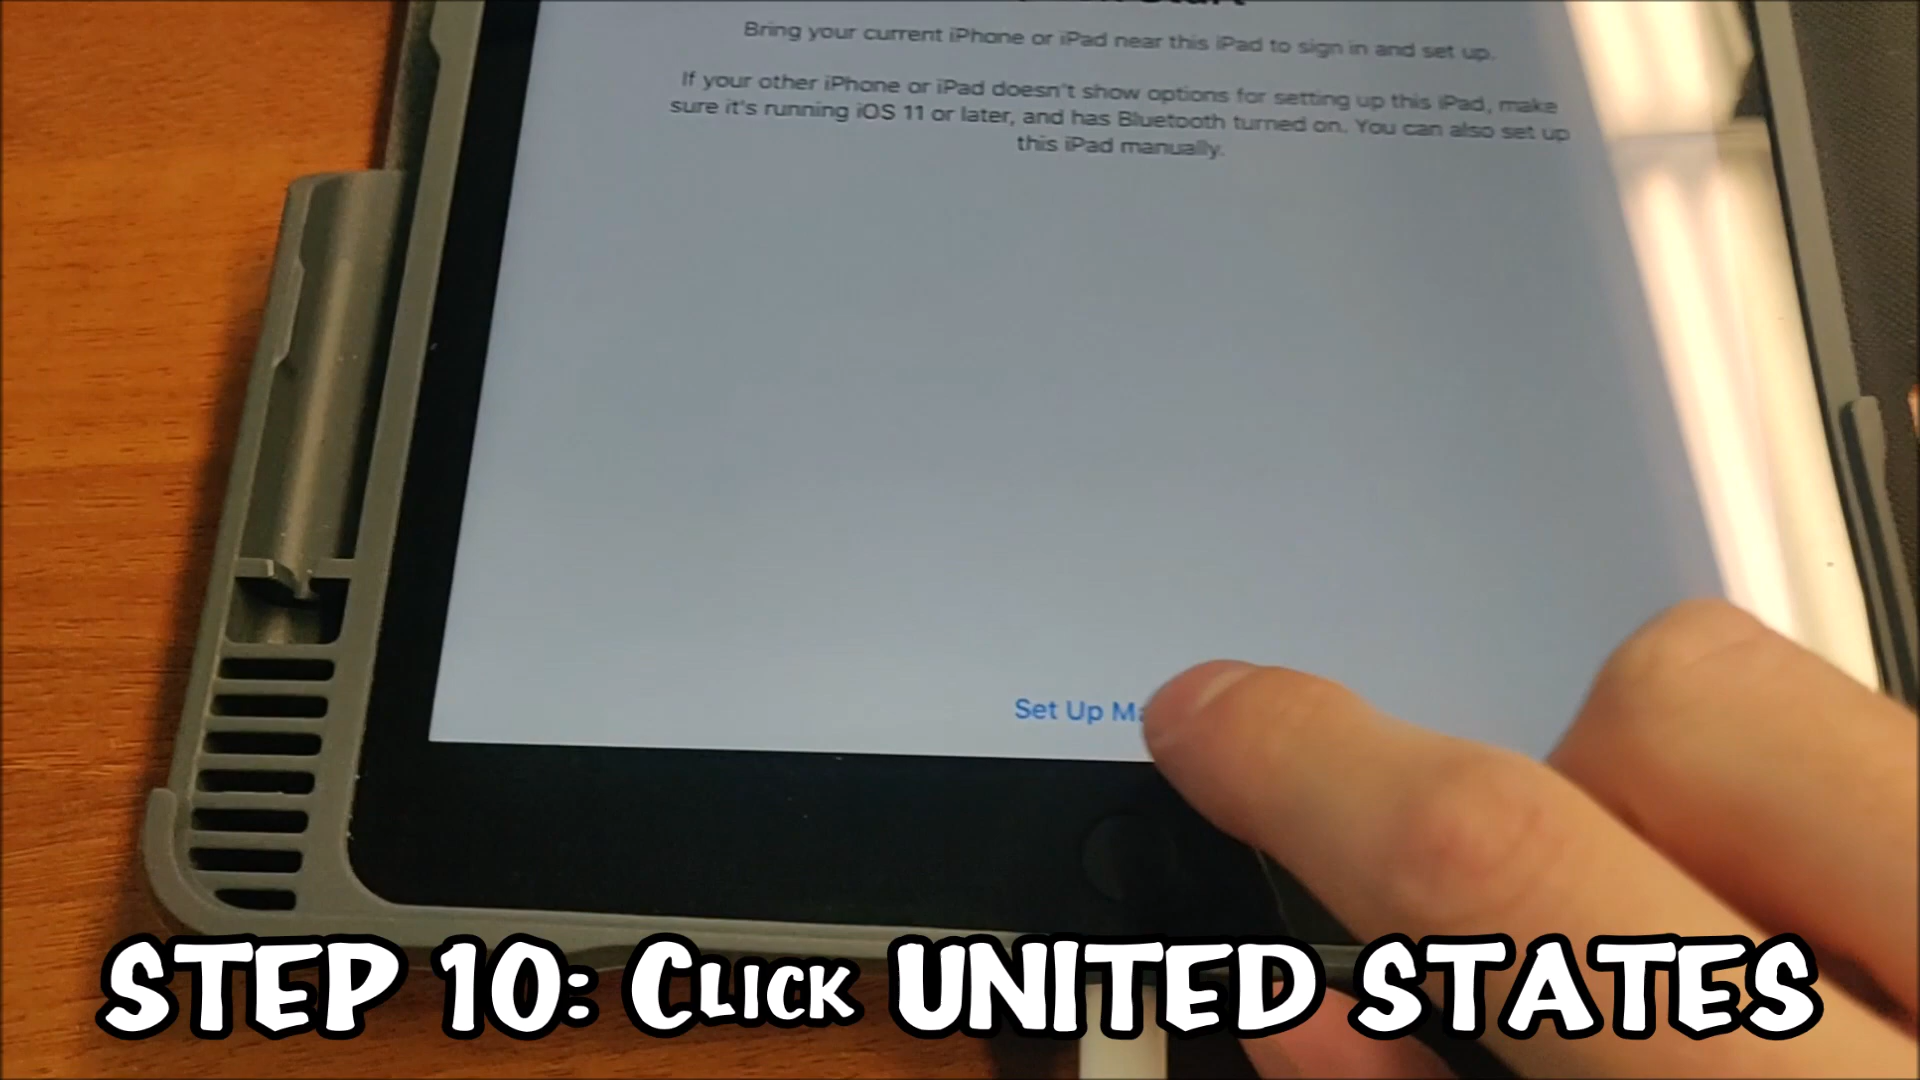 Bring your current iPhone or iPad near this iPad to sign in and set up.
If your other iPhone or iPad doesn't show options for setting up this iPad, make
sure it's running iOS 11 or later, and has Bluetooth turned on. You can also set up
this iPad manually.
Set Up Ma
STEP 10: Click UNITED STATES